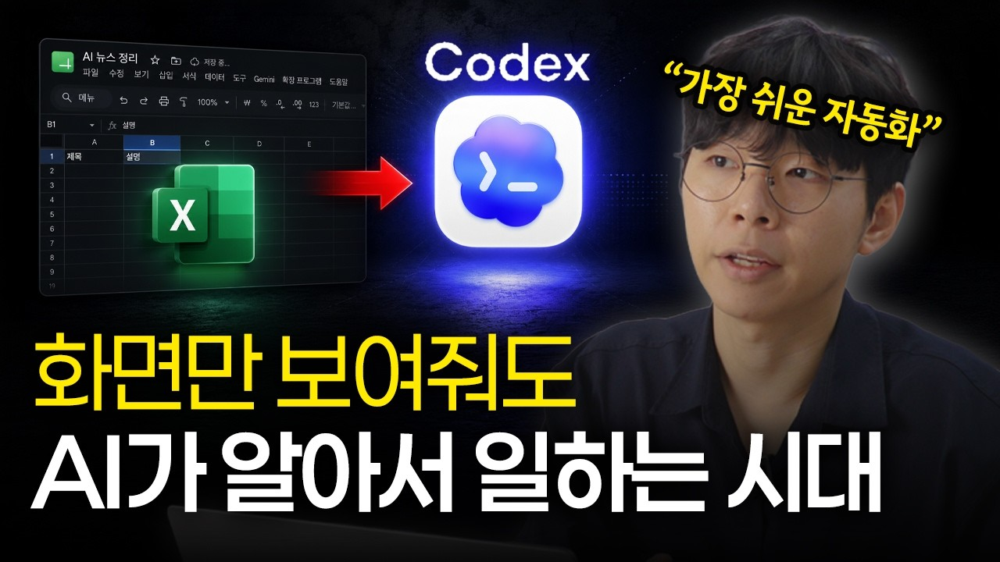 AI 뉴스 정리 저장 중...
파일 수정 보기 삽입 서식 데이터 도구 Gemini 확장 프로그램 도움말
메뉴 100% ₩ % .0 .00 123 기본값...
B1 fx 설명
A B C D E
1 제목 설명
2
3
4
5
6
7
8
9
19
X
Codex
“가장 쉬운 자동화”
화면만 보여줘도
AI가 알아서 일하는 시대